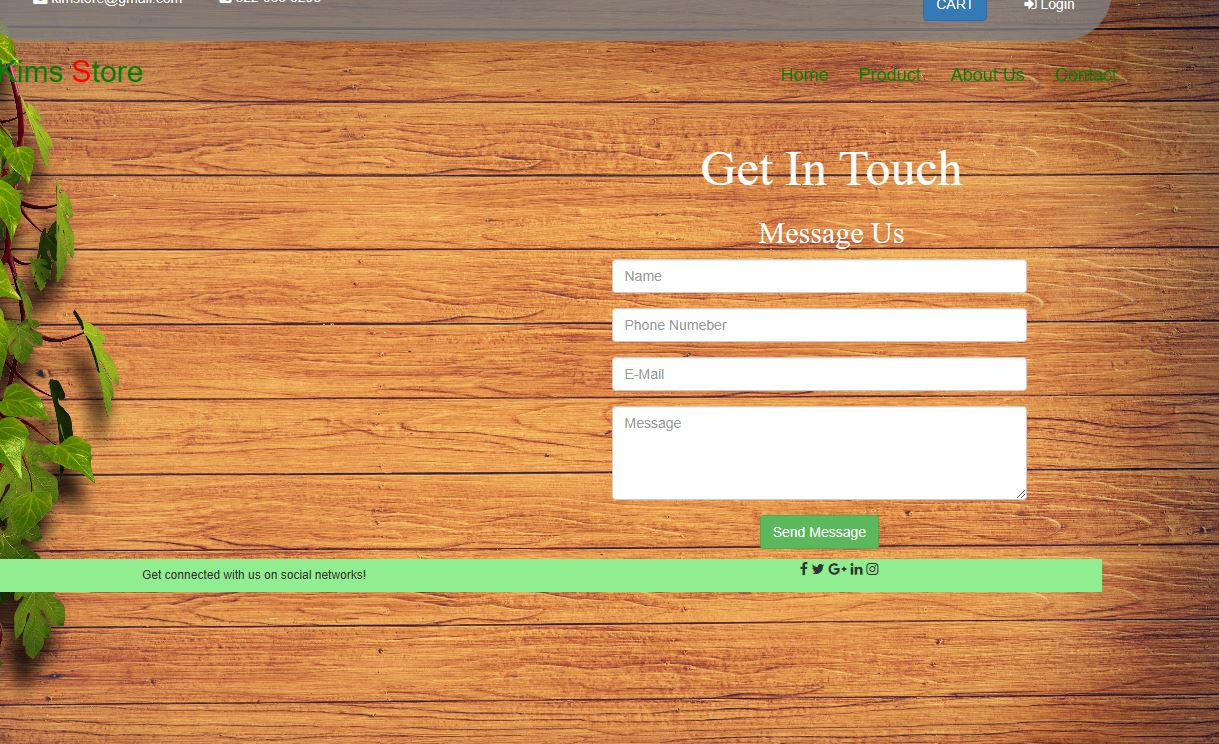 kimstore@gmail.com CART Login
Kims Store Home Product About Us Contact
Get In Touch
Message Us
Name
Phone Numeber
E-Mail
Message
Send Message
Get connected with us on social networks!